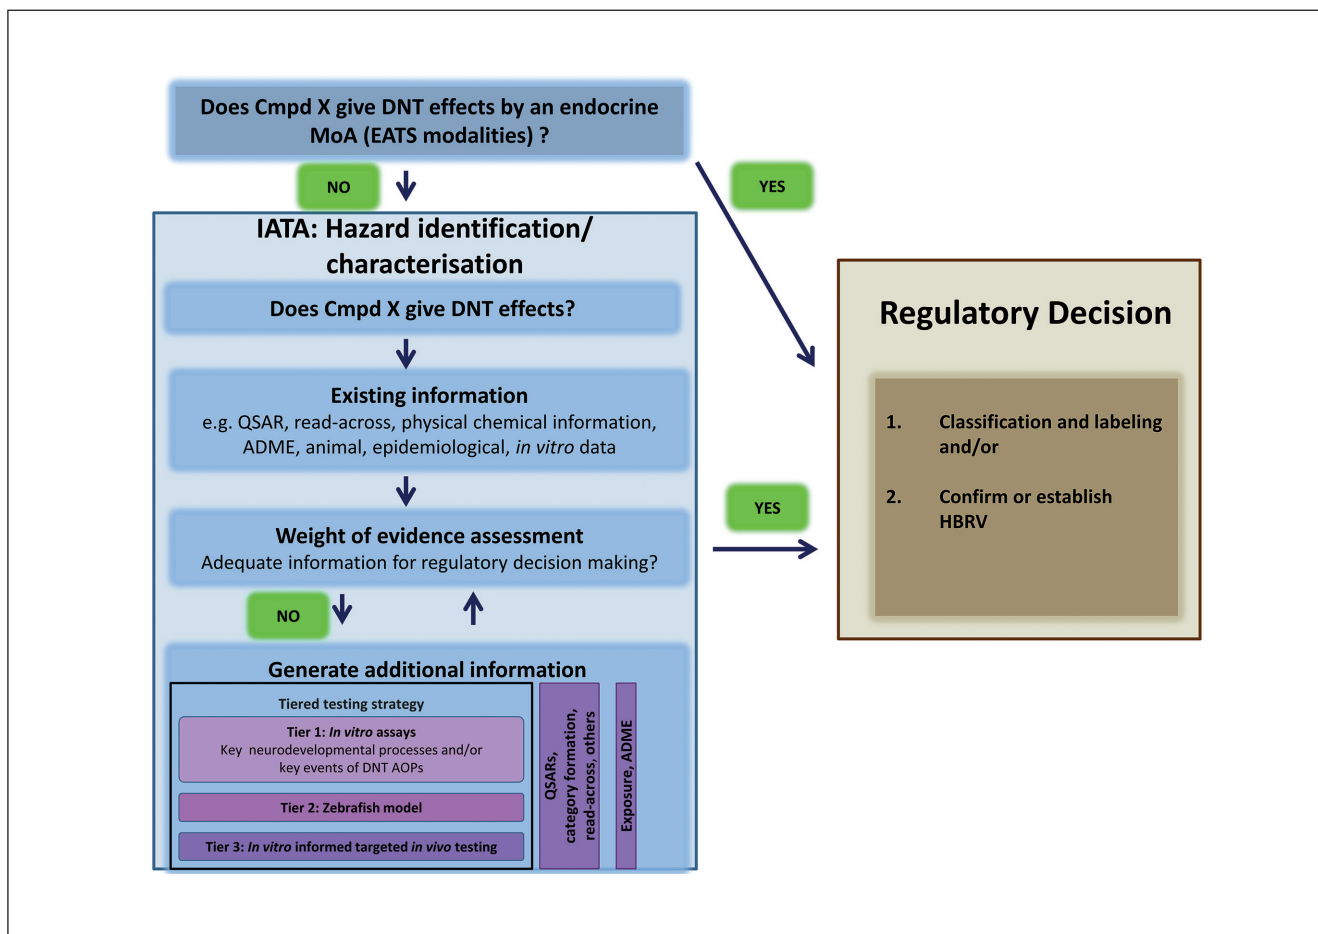 Does Cmpd X give DNT effects by an endocrine
MoA (EATS modalities) ?
NO
YES
IATA: Hazard identification/
characterisation
Does Cmpd X give DNT effects?
Existing information
e.g. QSAR, read-across, physical chemical information,
ADME, animal, epidemiological, in vitro data
Weight of evidence assessment
Adequate information for regulatory decision making?
YES
NO
Generate additional information
Tiered testing strategy
Tier 1: In vitro assays
Key neurodevelopmental processes and/or
key events of DNT AOPs
Tier 2: Zebrafish model
Tier 3: In vitro informed targeted in vivo testing
QSARs,
category formation,
read-across, others
Exposure, ADME
Regulatory Decision
1. Classification and labeling
and/or
2. Confirm or establish
HBRV